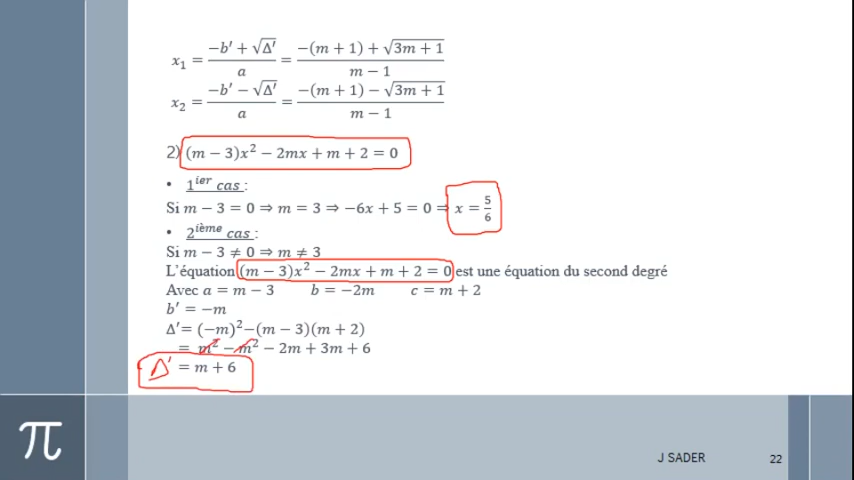 x₁ = (−b′ + √Δ′)/a = (−(m + 1) + √(3m + 1))/(m − 1)
x₂ = (−b′ − √Δ′)/a = (−(m + 1) − √(3m + 1))/(m − 1)
2) (m − 3)x² − 2mx + m + 2 = 0
• 1ⁱᵉʳ cas :
Si m − 3 = 0 ⇒ m = 3 ⇒ −6x + 5 = 0 ⇒ x = 5/6
• 2ⁱᵉ̀ᵐᵉ cas :
Si m − 3 ≠ 0 ⇒ m ≠ 3
L'équation (m − 3)x² − 2mx + m + 2 = 0 est une équation du second degré
Avec a = m − 3 b = −2m c = m + 2
b′ = −m
Δ′ = (−m)² −(m − 3)(m + 2)
= m² − m² − 2m + 3m + 6
Δ′ = m + 6
π
J SADER 22